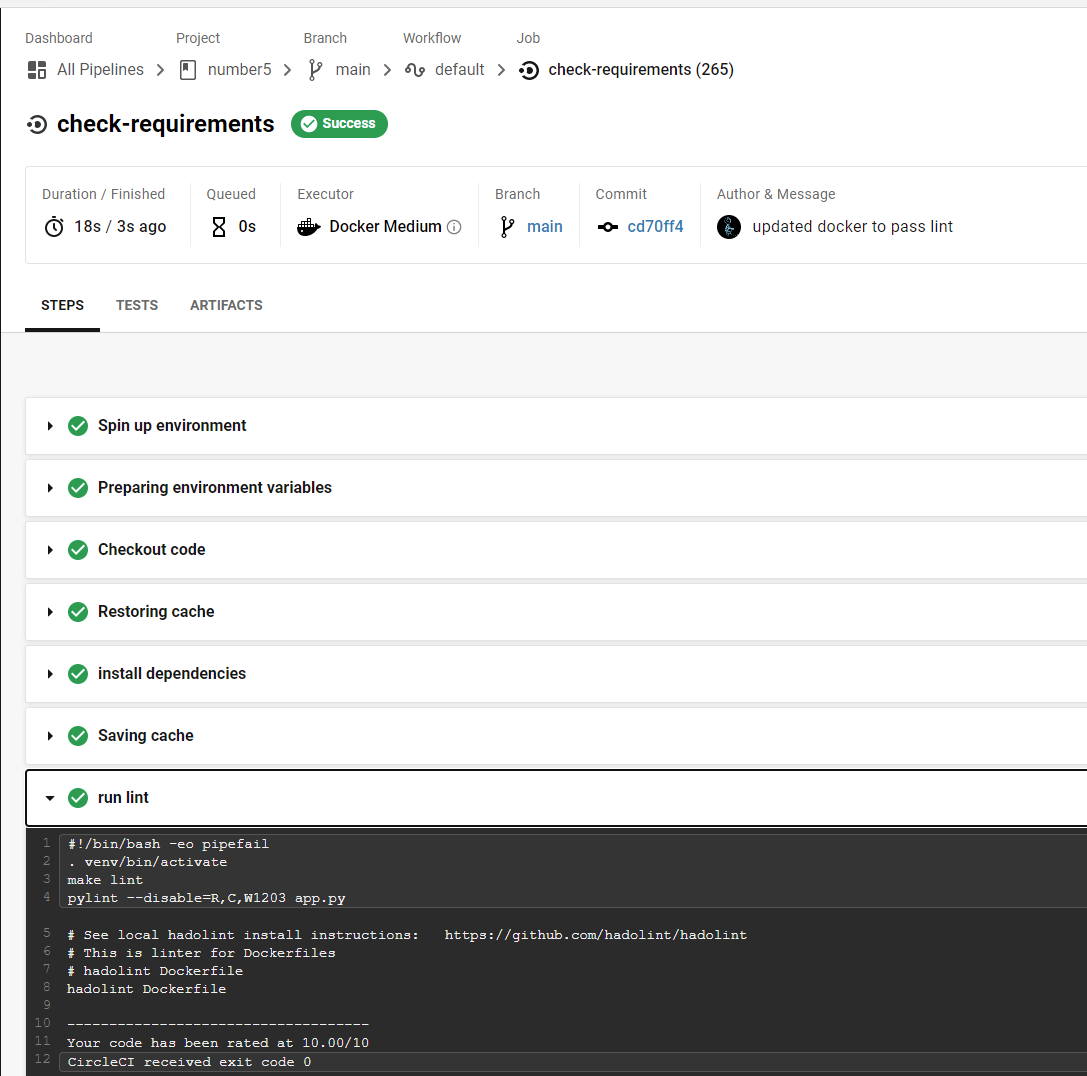 Dashboard Project Branch Workflow Job
All Pipelines number5 main default check-requirements (265)
check-requirements Success
Duration / Finished Queued Executor Branch Commit Author & Message
18s / 3s ago 0s Docker Medium main cd70ff4 updated docker to pass lint
STEPS TESTS ARTIFACTS
Spin up environment
Preparing environment variables
Checkout code
Restoring cache
install dependencies
Saving cache
run lint
1 #!/bin/bash -eo pipefail
2 . venv/bin/activate
3 make lint
4 pylint --disable=R,C,W1203 app.py
5 # See local hadolint install instructions:   https://github.com/hadolint/hadolint
6 # This is linter for Dockerfiles
7 # hadolint Dockerfile
8 hadolint Dockerfile
9
10 ------------------------------------
11 Your code has been rated at 10.00/10
12 CircleCI received exit code 0